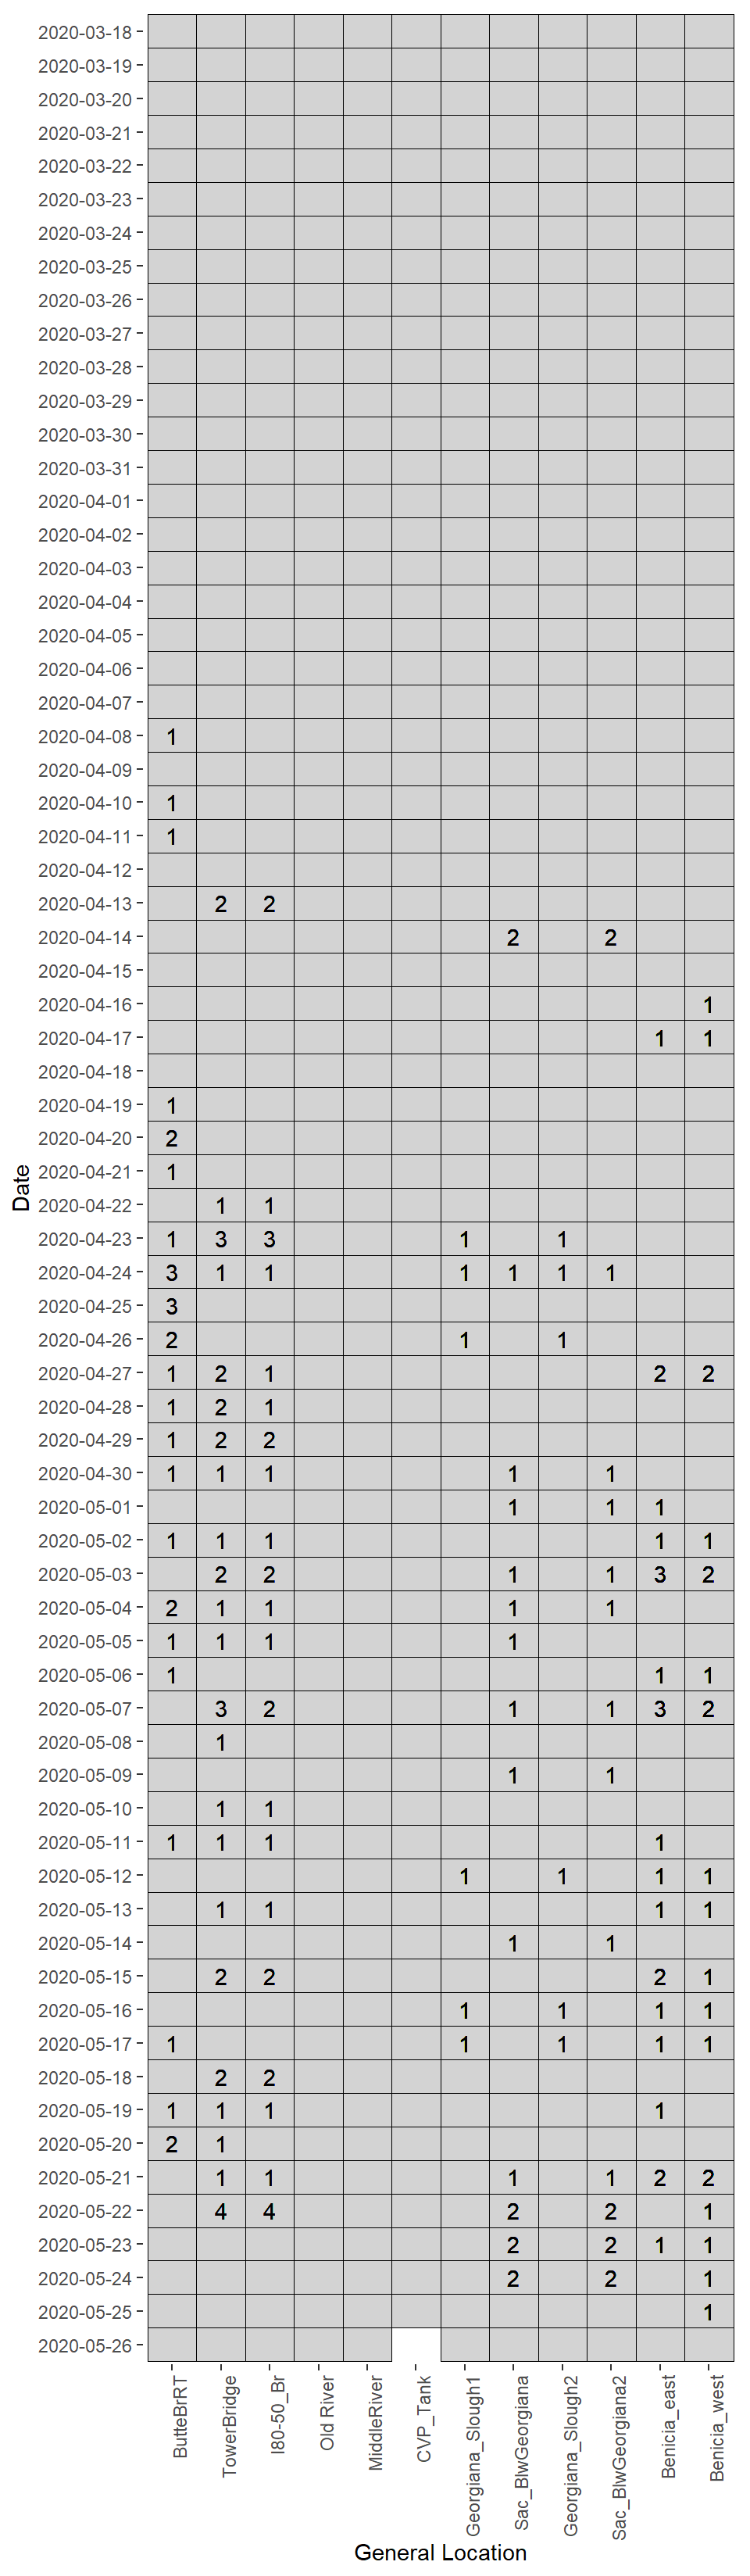 2020-03-18
2020-03-19
2020-03-20
2020-03-21
2020-03-22
2020-03-23
2020-03-24
2020-03-25
2020-03-26
2020-03-27
2020-03-28
2020-03-29
2020-03-30
2020-03-31
2020-04-01
2020-04-02
2020-04-03
2020-04-04
2020-04-05
2020-04-06
2020-04-07
2020-04-08 1
2020-04-09
2020-04-10 1
2020-04-11 1
2020-04-12
2020-04-13 2 2
2020-04-14 2 2
2020-04-15
2020-04-16 1
2020-04-17 1 1
2020-04-18
2020-04-19 1
2020-04-20 2
2020-04-21 1
Date
2020-04-22 1 1
2020-04-23 1 3 3 1 1
2020-04-24 3 1 1 1 1 1 1
2020-04-25 3
2020-04-26 2 1 1
2020-04-27 1 2 1 2 2
2020-04-28 1 2 1
2020-04-29 1 2 2
2020-04-30 1 1 1 1 1
2020-05-01 1 1 1
2020-05-02 1 1 1 1 1
2020-05-03 2 2 1 1 3 2
2020-05-04 2 1 1 1 1
2020-05-05 1 1 1 1
2020-05-06 1 1 1
2020-05-07 3 2 1 1 3 2
2020-05-08 1
2020-05-09 1 1
2020-05-10 1 1
2020-05-11 1 1 1 1
2020-05-12 1 1 1 1
2020-05-13 1 1 1 1
2020-05-14 1 1
2020-05-15 2 2 2 1
2020-05-16 1 1 1 1
2020-05-17 1 1 1 1 1
2020-05-18 2 2
2020-05-19 1 1 1 1
2020-05-20 2 1
2020-05-21 1 1 1 1 2 2
2020-05-22 4 4 2 2 1
2020-05-23 2 2 1 1
2020-05-24 2 2 1
2020-05-25 1
2020-05-26
ButteBrRT
TowerBridge
I80-50_Br
Old River
MiddleRiver
CVP_Tank
Georgiana_Slough1
Sac_BlwGeorgiana
Georgiana_Slough2
Sac_BlwGeorgiana2
Benicia_east
Benicia_west
General Location